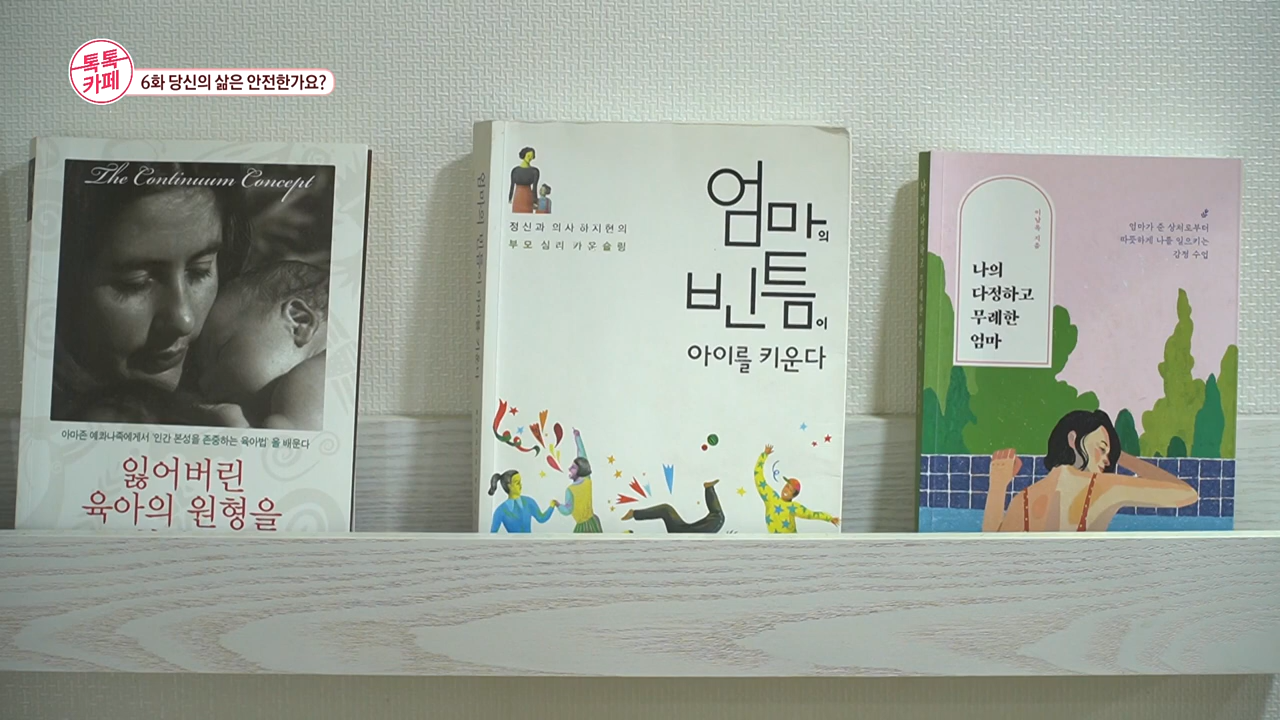 톡톡
카페
6화 당신의 삶은 안전한가요?
The Continuum Concept
아마존 예콰나족에게서 '인간 본성을 존중하는 육아법'을 배운다
잃어버린
육아의 원형을
정신과 의사 하지현의
부모 심리 카운슬링
엄마의
빈틈이
아이를 키운다
이남옥 지음
나의
다정하고
무례한
엄마
엄마가 준 상처로부터
따뜻하게 나를 일으키는
감정 수업